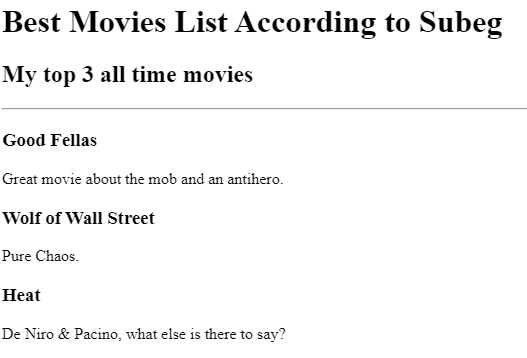 Best Movies List According to Subeg
My top 3 all time movies
Good Fellas
Great movie about the mob and an antihero.
Wolf of Wall Street
Pure Chaos.
Heat
De Niro & Pacino, what else is there to say?